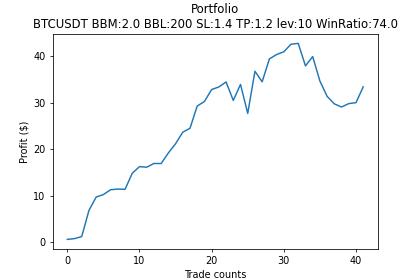 Portfolio
BTCUSDT BBM:2.0 BBL:200 SL:1.4 TP:1.2 lev:10 WinRatio:74.0
Profit ($)
40
30
20
10
0
0 10 20 30 40
Trade counts